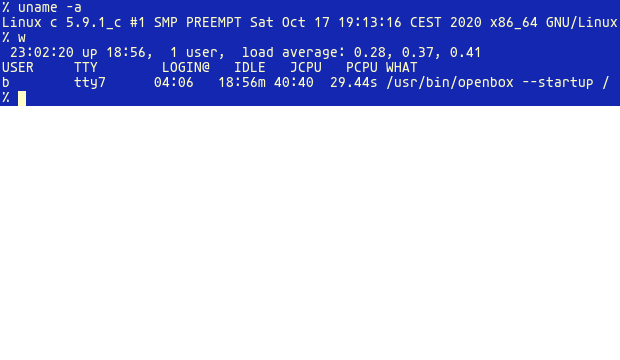 % uname -a
Linux c 5.9.1_c #1 SMP PREEMPT Sat Oct 17 19:13:16 CEST 2020 x86_64 GNU/Linux
% w
 23:02:20 up 18:56,  1 user,  load average: 0.28, 0.37, 0.41
USER     TTY        LOGIN@   IDLE   JCPU   PCPU WHAT
b        tty7      04:06   18:56m 40:40  29.44s /usr/bin/openbox --startup /
%